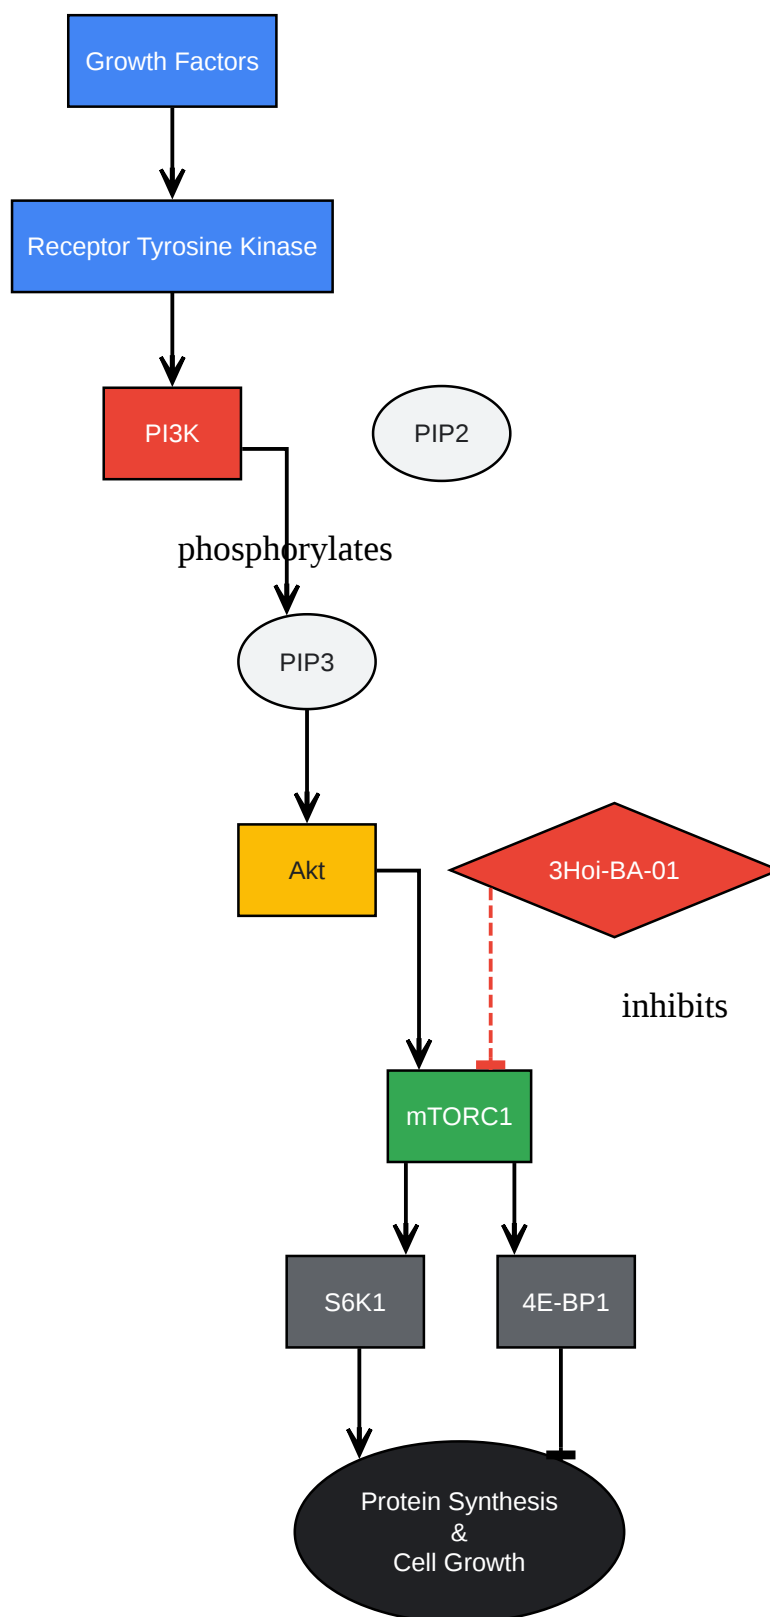 Growth Factors
Receptor Tyrosine Kinase
PI3K
PIP2
phosphorylates
PIP3
Akt
3Hoi-BA-01
inhibits
mTORC1
S6K1
4E-BP1
Protein Synthesis
&
Cell Growth